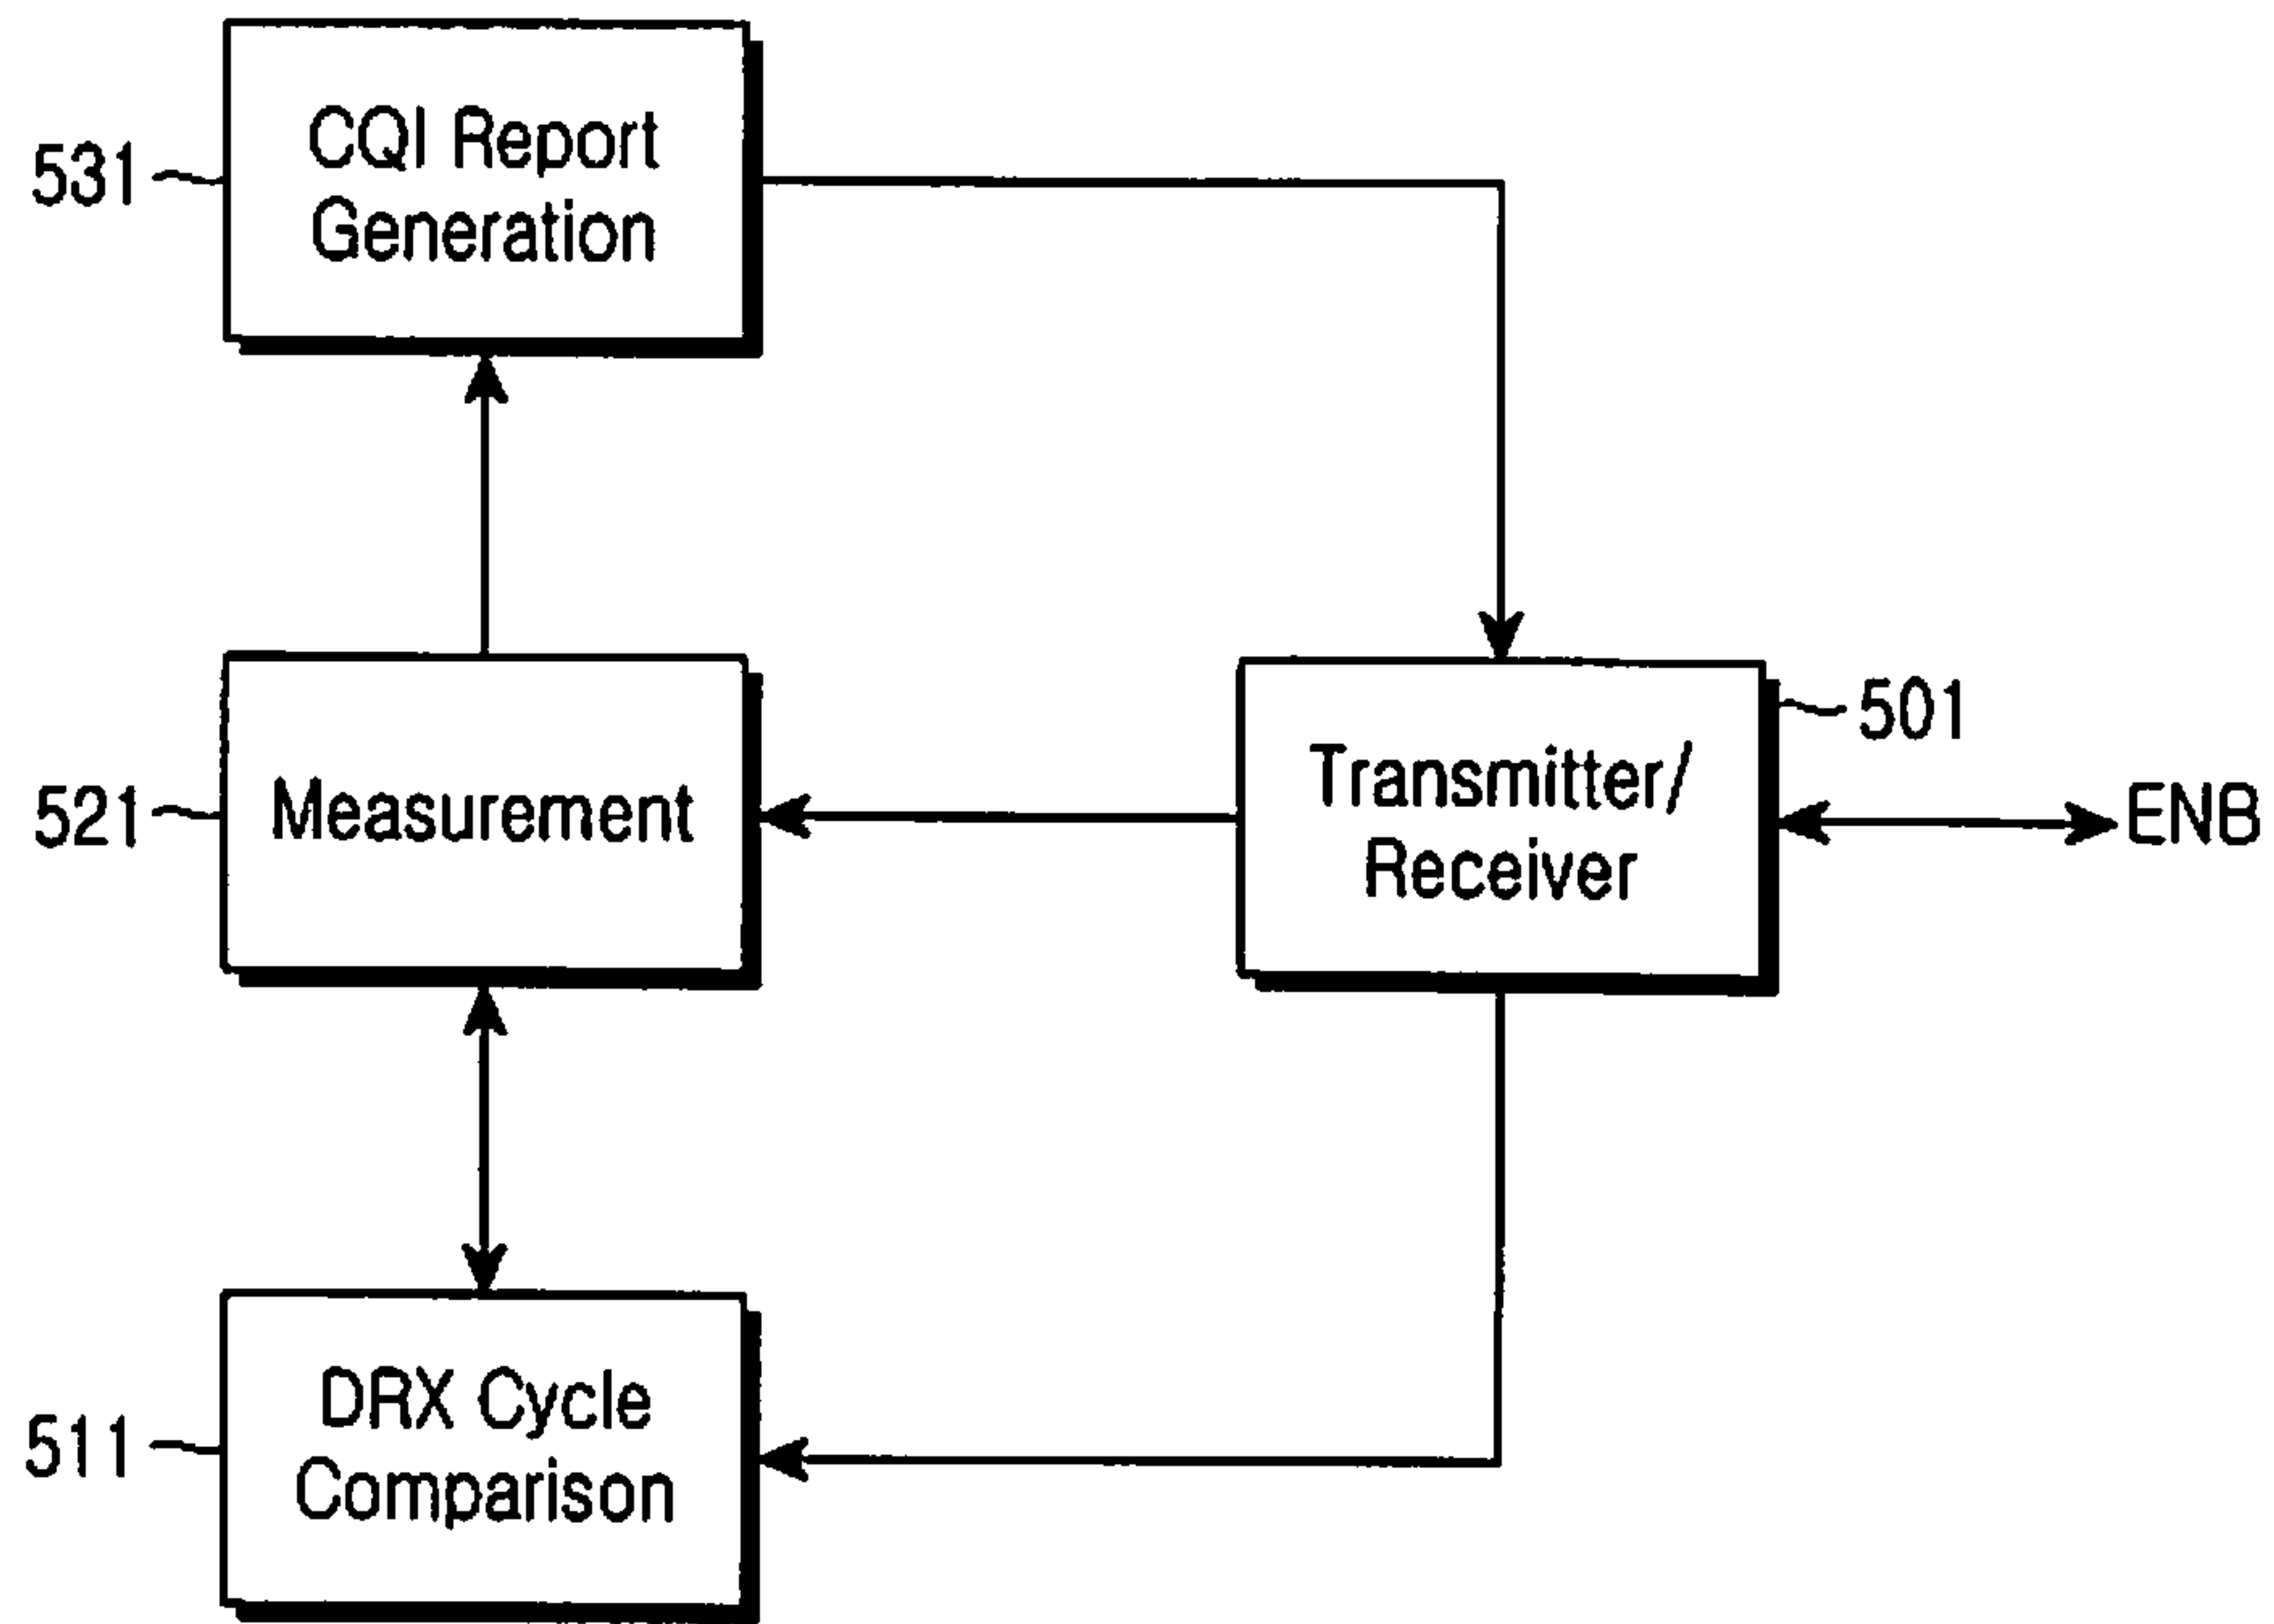 531
CQI Report
Generation
521
Measurement
Transmitter/
Receiver
501
ENB
511
DRX Cycle
Comparison